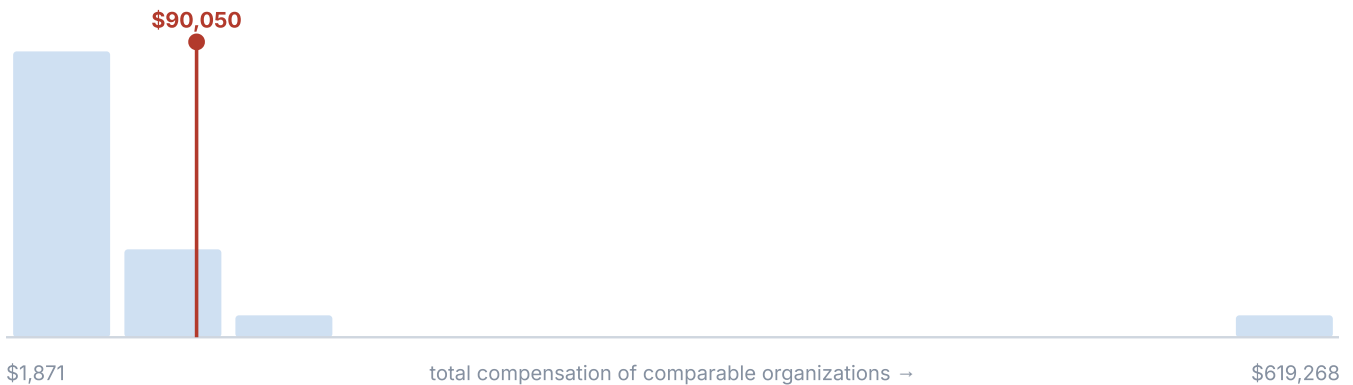 $90,050
$1,871
total compensation of comparable organizations →
$619,268